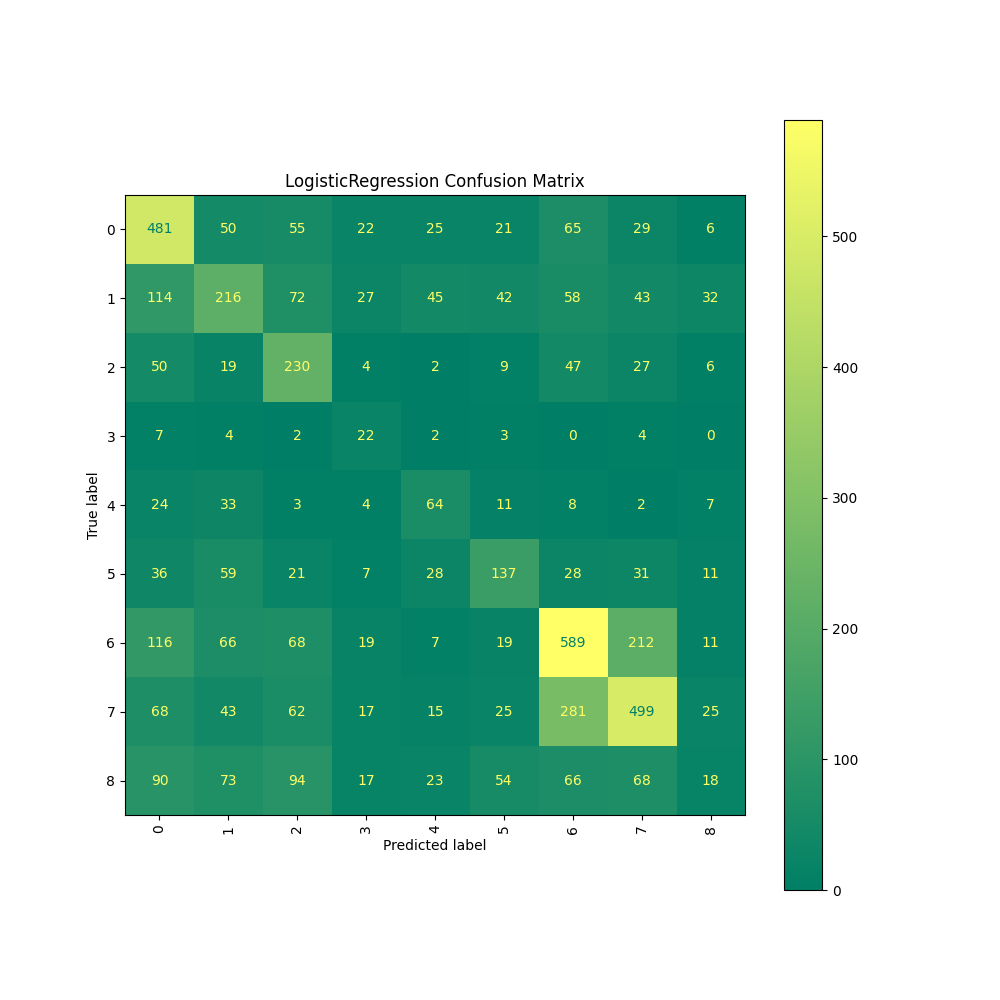 LogisticRegression Confusion Matrix
0 481 50 55 22 25 21 65 29 6
1 114 216 72 27 45 42 58 43 32
2 50 19 230 4 2 9 47 27 6
3 7 4 2 22 2 3 0 4 0
4 24 33 3 4 64 11 8 2 7
5 36 59 21 7 28 137 28 31 11
6 116 66 68 19 7 19 589 212 11
7 68 43 62 17 15 25 281 499 25
8 90 73 94 17 23 54 66 68 18
0 1 2 3 4 5 6 7 8
True label
Predicted label
500
400
300
200
100
0